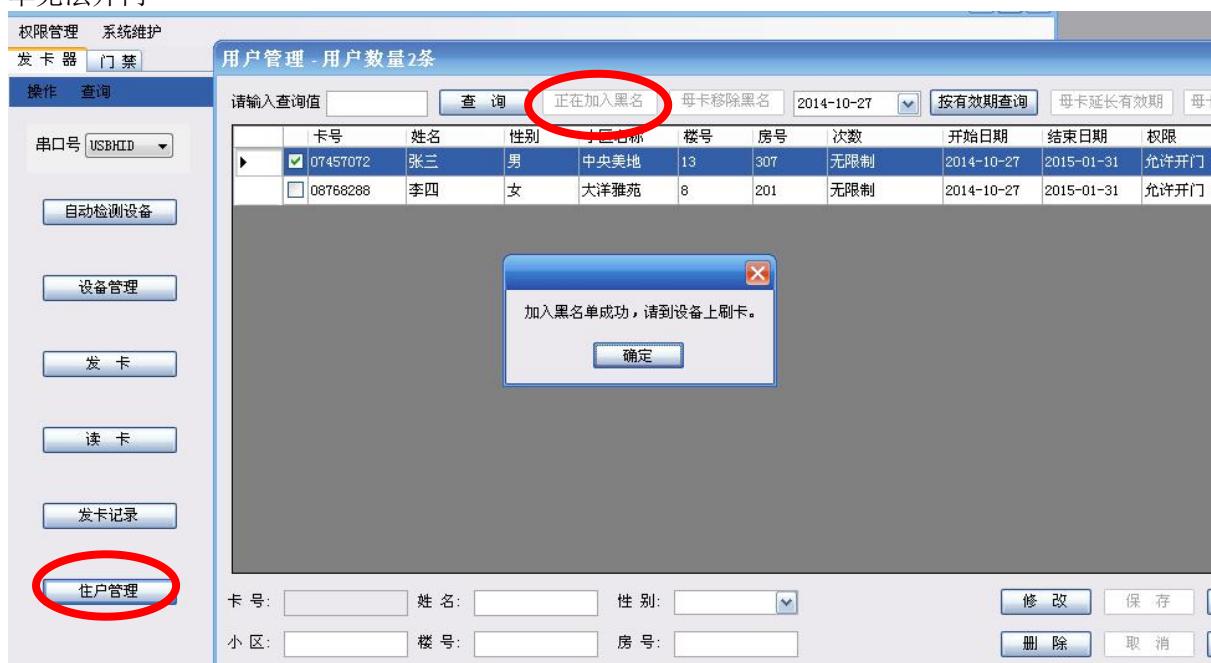 权限管理 系统维护
发 卡 器 门 禁
操作 查询
串口号 USBHID
自动检测设备
设备管理
发 卡
读 卡
发卡记录
住户管理
用户管理 - 用户数量2条
请输入查询值 查 询 正在加入黑名 母卡移除黑名 2014-10-27 按有效期查询 母卡延长有效期
卡号 姓名 性别 小区名称 楼号 房号 次数 开始日期 结束日期 权限
07457072 张三 男 中央美地 13 307 无限制 2014-10-27 2015-01-31 允许开门
08768288 李四 女 大洋雅苑 8 201 无限制 2014-10-27 2015-01-31 允许开门
加入黑名单成功，请到设备上刷卡。
确定
卡 号: 姓 名: 性 别: 修 改 保 存
小 区: 楼 号: 房 号: 删 除 取 消